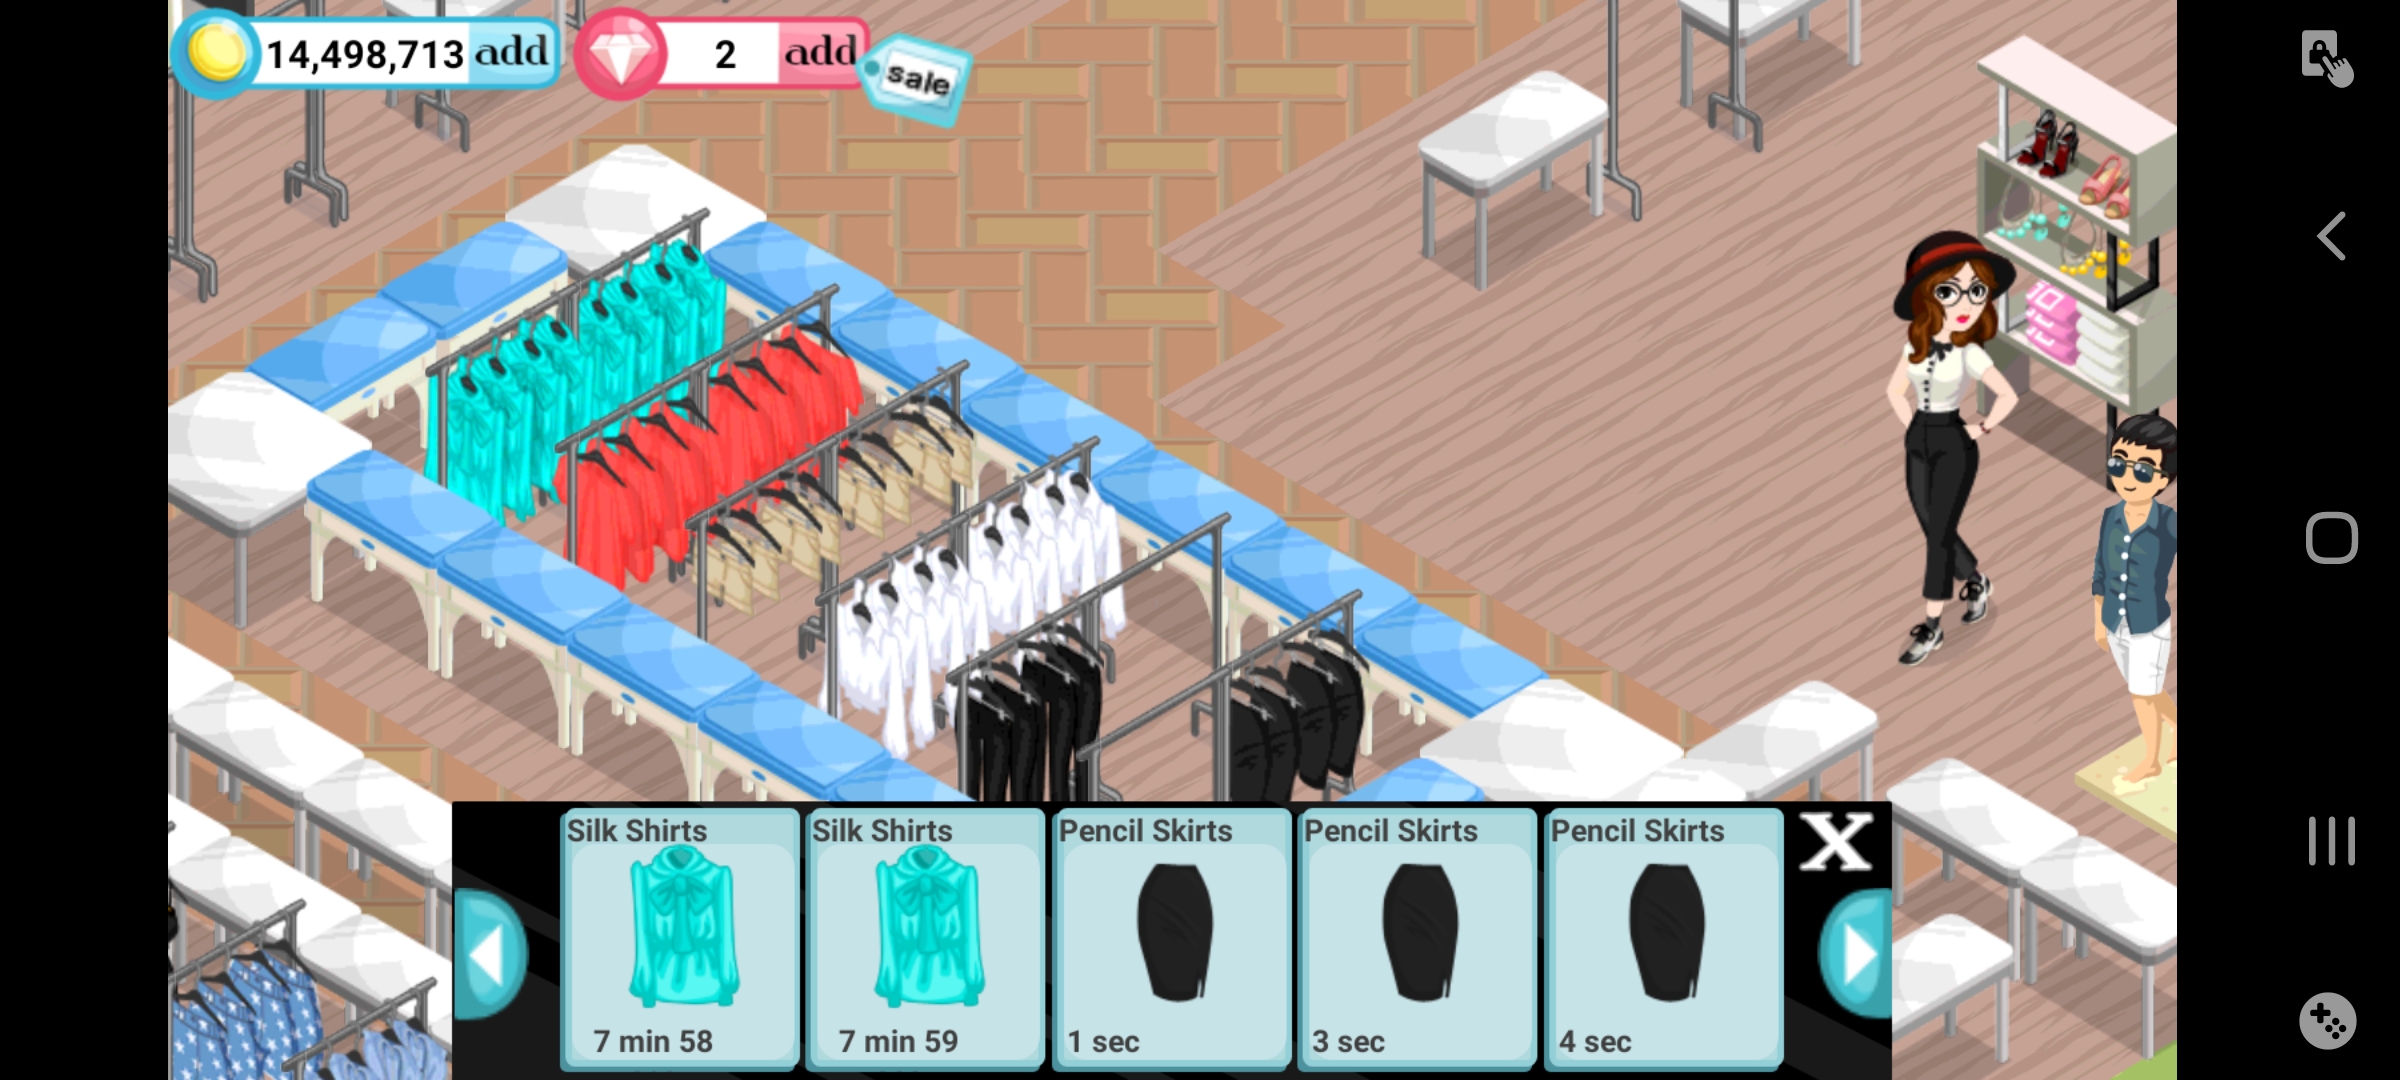 14,498,713 add
2 add
sale
10
Silk Shirts
7 min 58
Silk Shirts
7 min 59
Pencil Skirts
1 sec
Pencil Skirts
3 sec
Pencil Skirts
4 sec
X